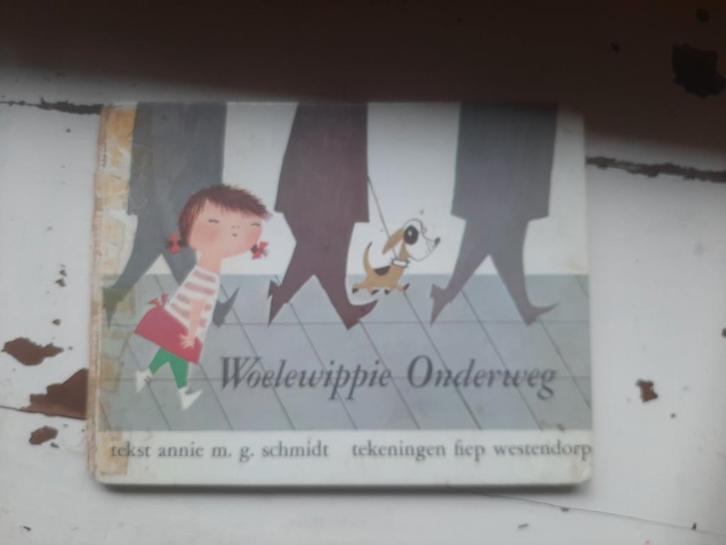 Woelewippie Onderweg
tekst annie m. g. schmidt tekeningen fiep westendorp